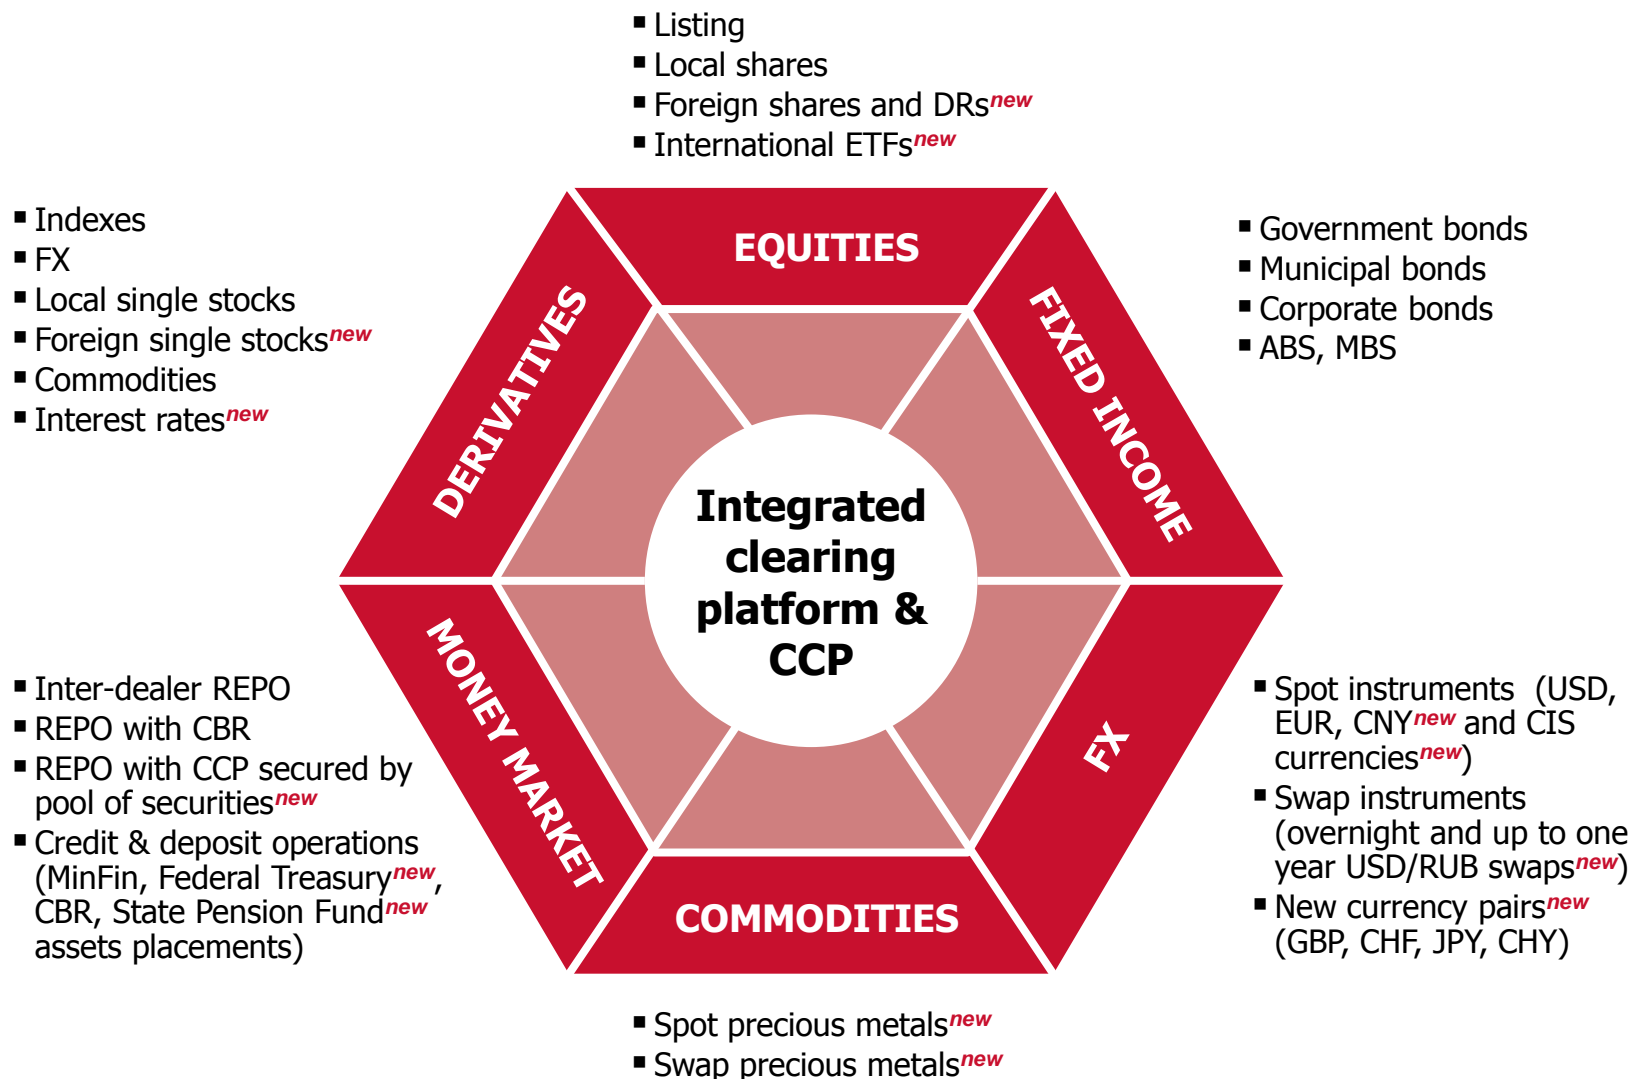 ▪ Listing
▪ Local shares
▪ Foreign shares and DRsnew
▪ International ETFsnew
▪ Indexes
▪ FX
▪ Local single stocks
▪ Foreign single stocksnew
▪ Commodities
▪ Interest ratesnew
EQUITIES
▪ Government bonds
▪ Municipal bonds
▪ Corporate bonds
▪ ABS, MBS
DERIVATIVES
FIXED INCOME
Integrated
clearing
platform &
CCP
MONEY MARKET
FX
COMMODITIES
▪ Inter-dealer REPO
▪ REPO with CBR
▪ REPO with CCP secured by
pool of securitiesnew
▪ Credit & deposit operations
(MinFin, Federal Treasurynew,
CBR, State Pension Fundnew
assets placements)
▪ Spot instruments (USD,
EUR, CNYnew and CIS
currenciesnew)
▪ Swap instruments
(overnight and up to one
year USD/RUB swapsnew)
▪ New currency pairsnew
(GBP, CHF, JPY, CHY)
▪ Spot precious metalsnew
▪ Swap precious metalsnew